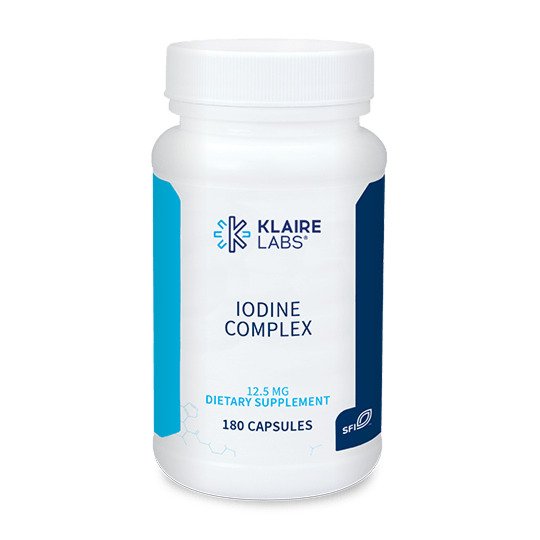 KLAIRE
LABS®
IODINE
COMPLEX
12.5 MG
DIETARY SUPPLEMENT
180 CAPSULES
SFI